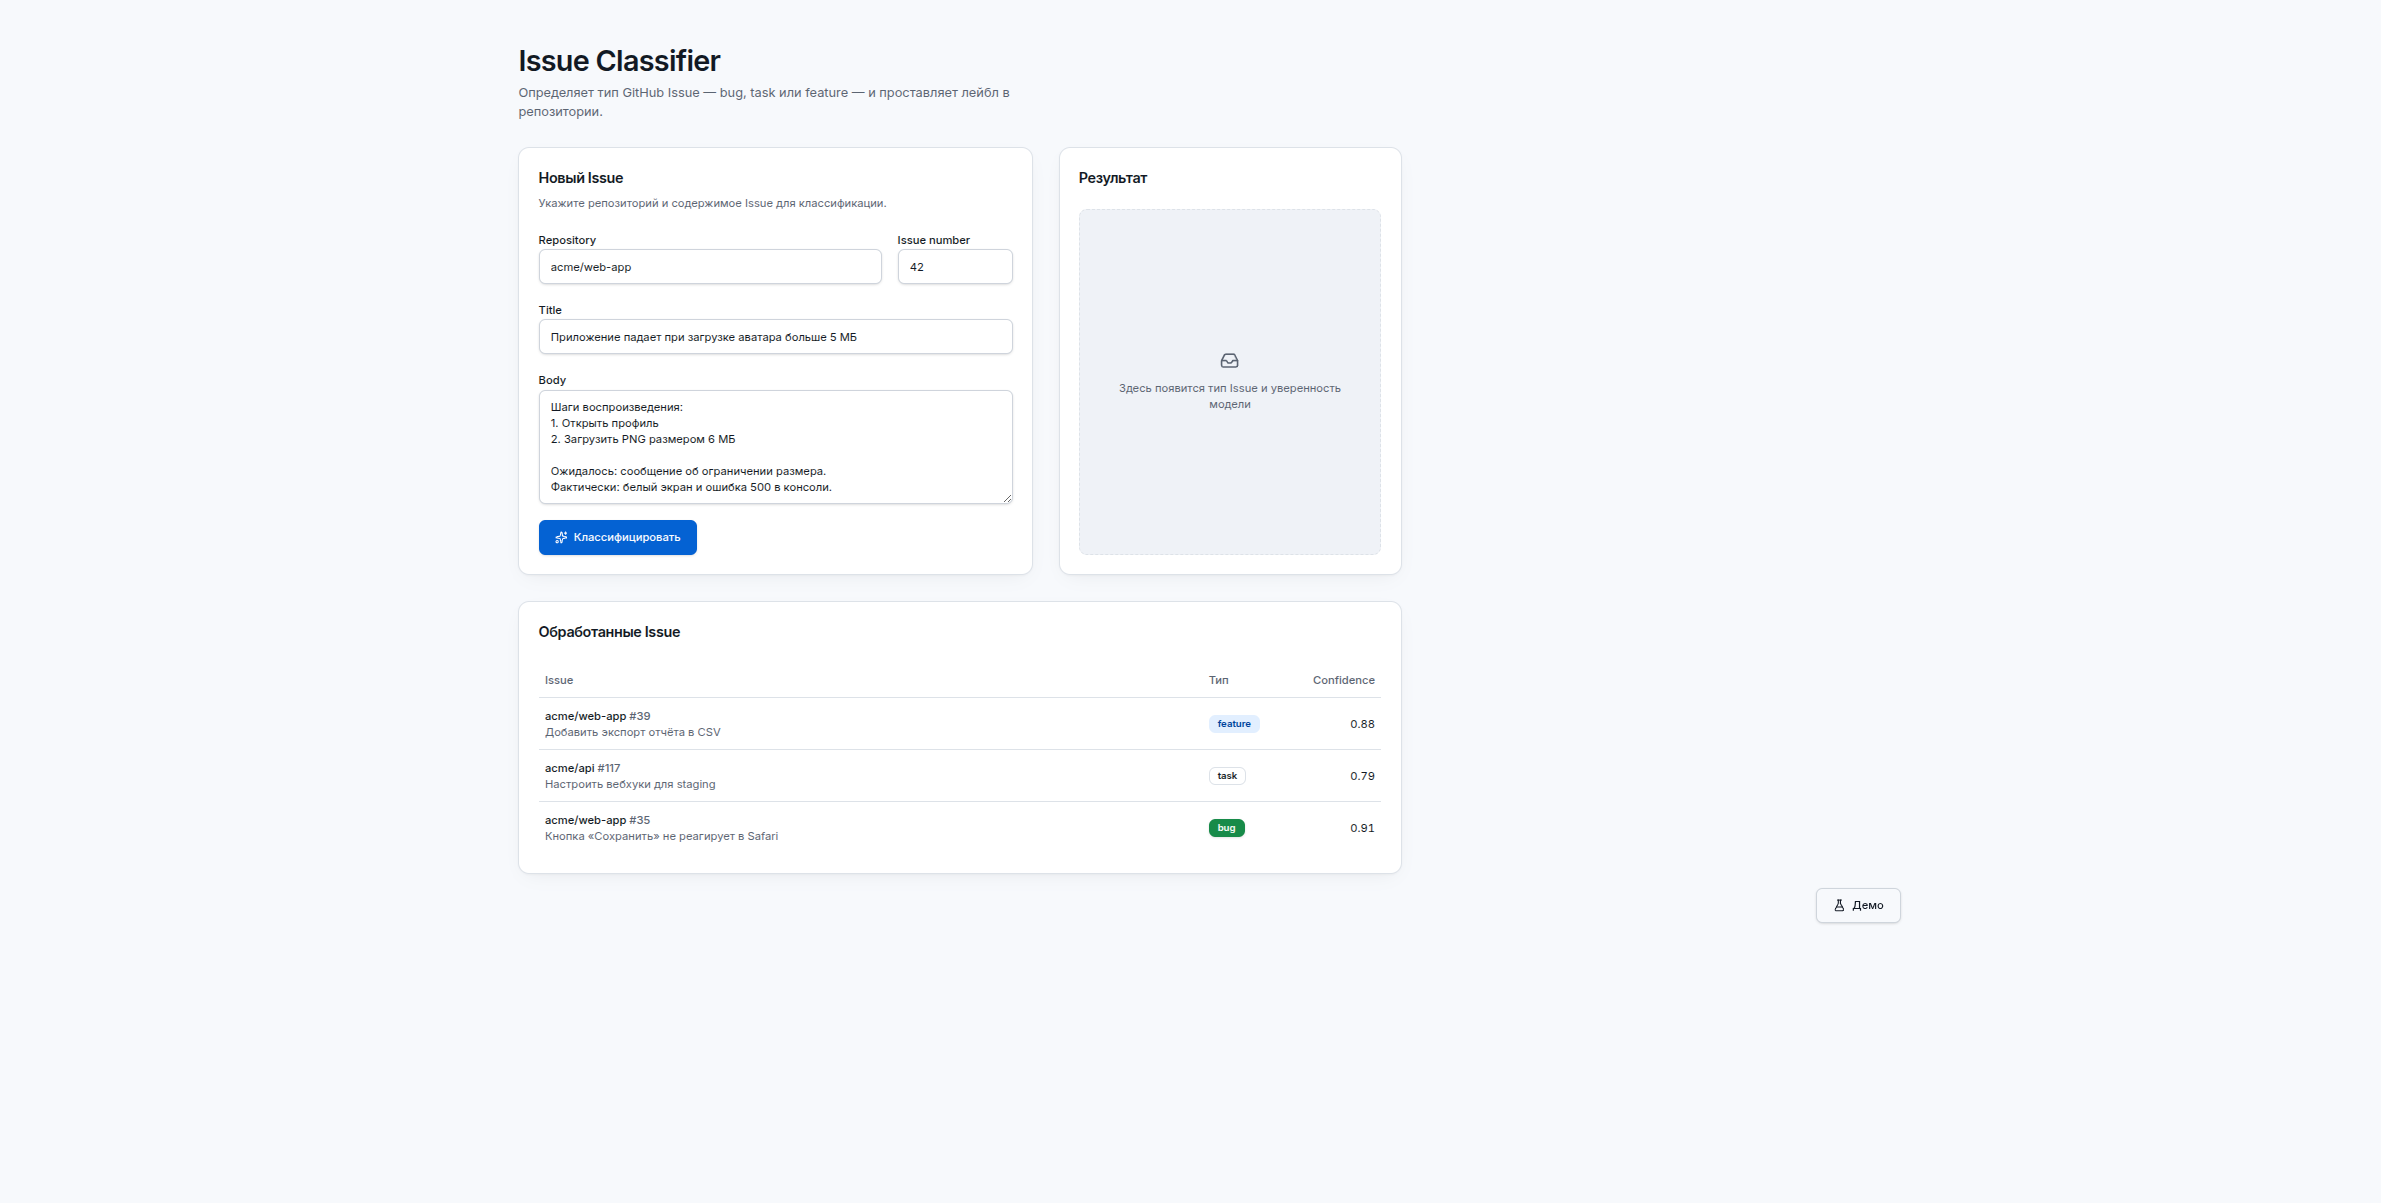 Issue Classifier
Определяет тип GitHub Issue — bug, task или feature — и проставляет лейбл в
репозитории.
Новый Issue
Укажите репозиторий и содержимое Issue для классификации.
Repository
Issue number
acme/web-app
42
Title
Приложение падает при загрузке аватара больше 5 МБ
Body
Шаги воспроизведения:
1. Открыть профиль
2. Загрузить PNG размером 6 МБ
Ожидалось: сообщение об ограничении размера.
Фактически: белый экран и ошибка 500 в консоли.
Классифицировать
Результат
Здесь появится тип Issue и уверенность
модели
Обработанные Issue
Issue Тип Confidence
acme/web-app #39
Добавить экспорт отчёта в CSV
feature
0.88
acme/api #117
Настроить вебхуки для staging
task
0.79
acme/web-app #35
Кнопка «Сохранить» не реагирует в Safari
bug
0.91
Демо